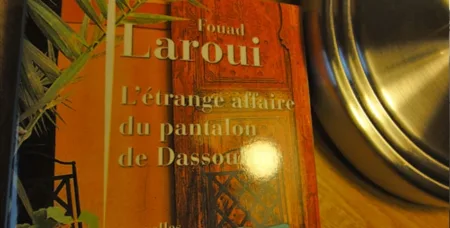 Fouad
Laroui
L'étrange affaire
du pantalon
de